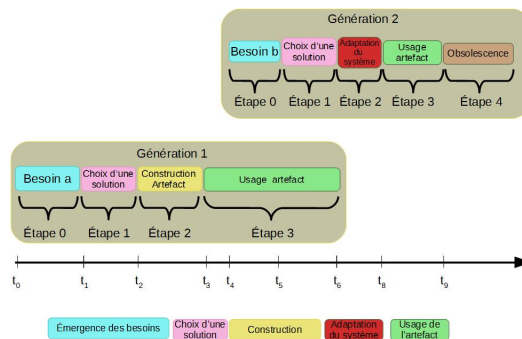 Génération 2
Besoin b
Choix d'une
solution
Adaptation
du
système
Usage
artefact
Obsolescence
Étape 0
Étape 1
Étape 2
Étape 3
Étape 4
Génération 1
Besoin a
Choix d'une
solution
Construction
Artefact
Usage artefact
Étape 0
Étape 1
Étape 2
Étape 3
t0
t1
t2
t3
t4
t5
t6
t8
t9
Émergence des besoins
Choix d'une
solution
Construction
Adaptation
du système
Usage de
l'artefact